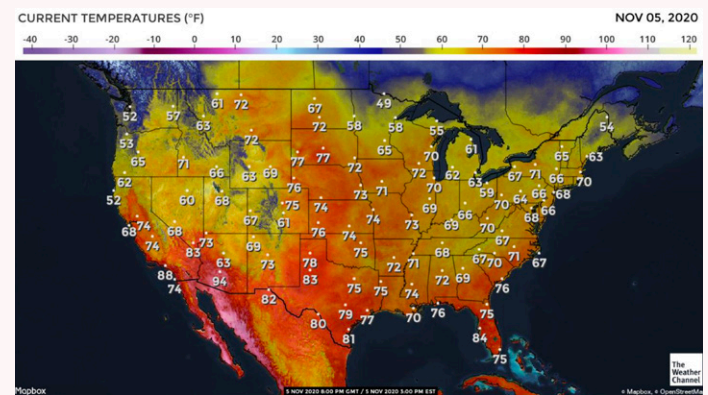 CURRENT TEMPERATURES (°F) NOV 05, 2020
-40 -30 -20 -10 0 10 20 30 40 50 60 70 80 90 100 110 120
61 72 67 49
52 57 63 72 58 58 55 54
53 72 65 61
65 71 77 77 72 70 65 63
62 66 63 69 72 62 63 67 71 70
52 60 68 76 73 71 70 59 70 64 66 68
75 74 69 66 66
68 74 68 67 61 76 74 74 73 69 70 68
74 83 73 69 75 68 67 70 67 71 67
63 73 78 72 71
88 74 94 83 75 75 74 72 69 76
82 79 77 70 76 75
80 81 84
75
The
Weather
Channel
Mapbox 5 NOV 2020 8:00 PM GMT / 5 NOV 2020 3:00 PM EST © Mapbox, © OpenStreetMa